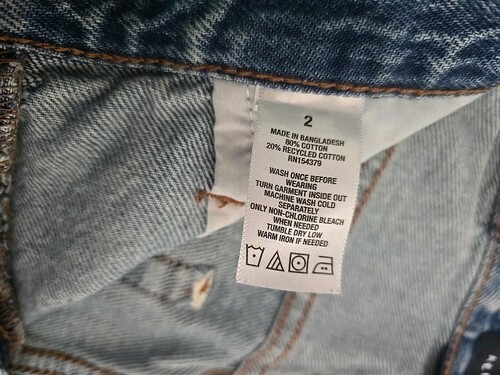 2
MADE IN BANGLADESH
80% COTTON
20% RECYCLED COTTON
RN154379
WASH ONCE BEFORE
WEARING
TURN GARMENT INSIDE OUT
MACHINE WASH COLD
SEPARATELY
ONLY NON-CHLORINE BLEACH
WHEN NEEDED
TUMBLE DRY LOW
WARM IRON IF NEEDED